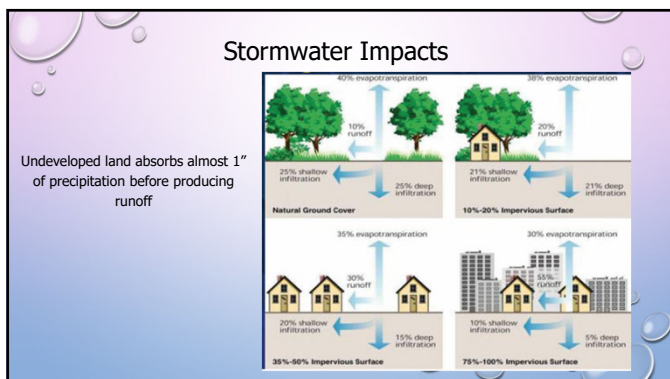 Stormwater Impacts
Undeveloped land absorbs almost 1”
of precipitation before producing
runoff
40% evapotranspiration
10%
runoff
25% shallow
infiltration
25% deep
infiltration
Natural Ground Cover
38% evapotranspiration
20%
runoff
21% shallow
infiltration
21% deep
infiltration
10%-20% Impervious Surface
35% evapotranspiration
30%
runoff
20% shallow
infiltration
15% deep
infiltration
35%-50% Impervious Surface
30% evapotranspiration
55%
runoff
10% shallow
infiltration
5% deep
infiltration
75%-100% Impervious Surface